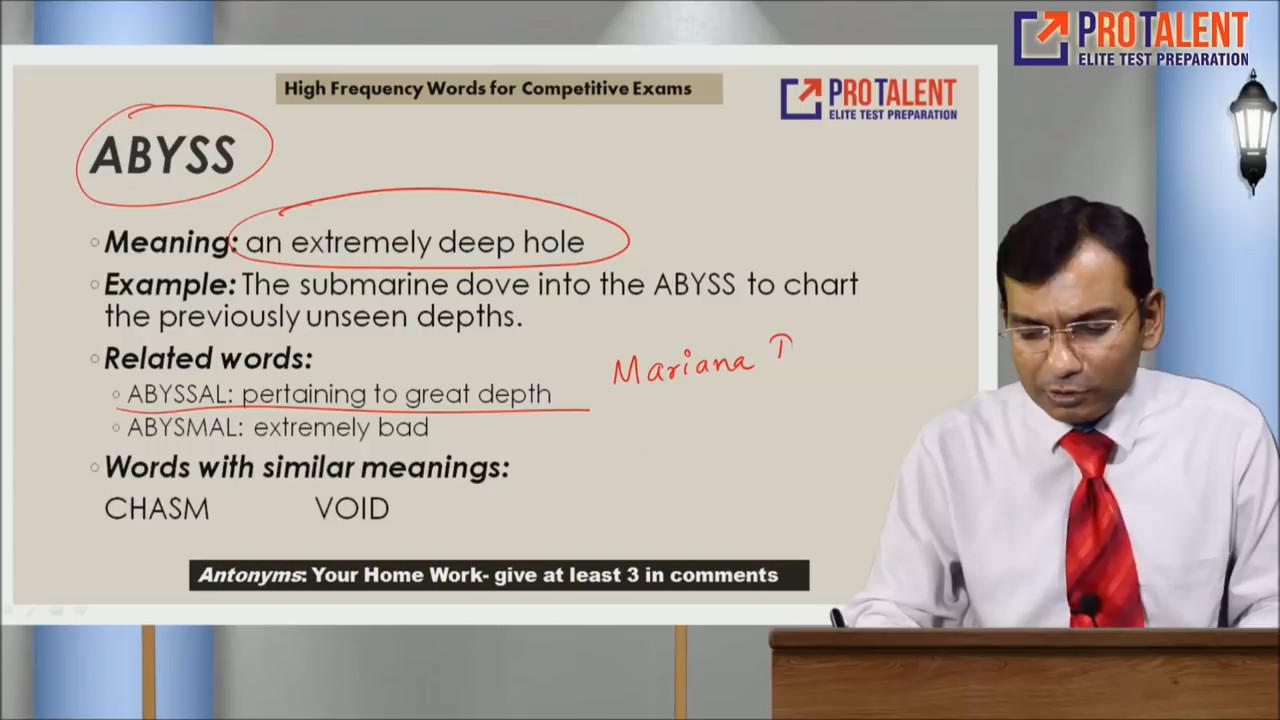 PROTALENT
ELITE TEST PREPARATION
High Frequency Words for Competitive Exams
PROTALENT
ELITE TEST PREPARATION
ABYSS
Meaning: an extremely deep hole
Example: The submarine dove into the ABYSS to chart
the previously unseen depths.
Related words:
ABYSSAL: pertaining to great depth
Mariana T
ABYSMAL: extremely bad
Words with similar meanings:
CHASM VOID
Antonyms: Your Home Work- give at least 3 in comments